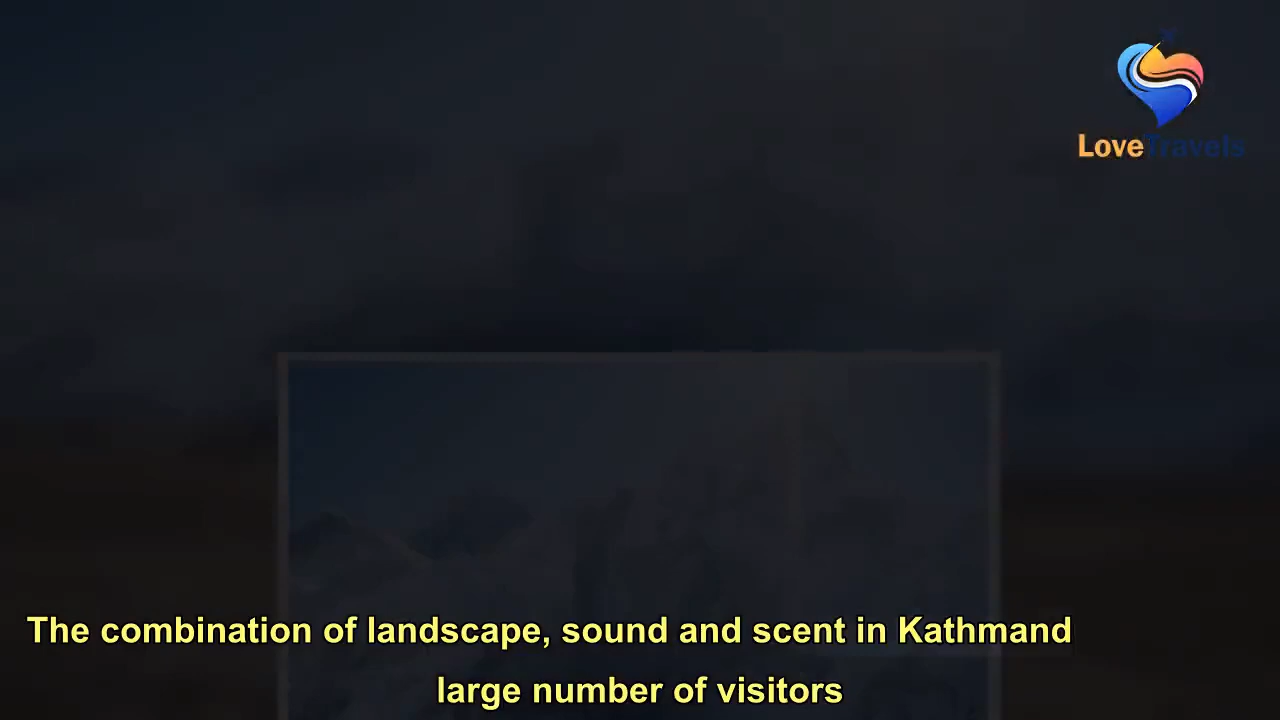 LoveTravels
The combination of landscape, sound and scent in Kathmand
large number of visitors